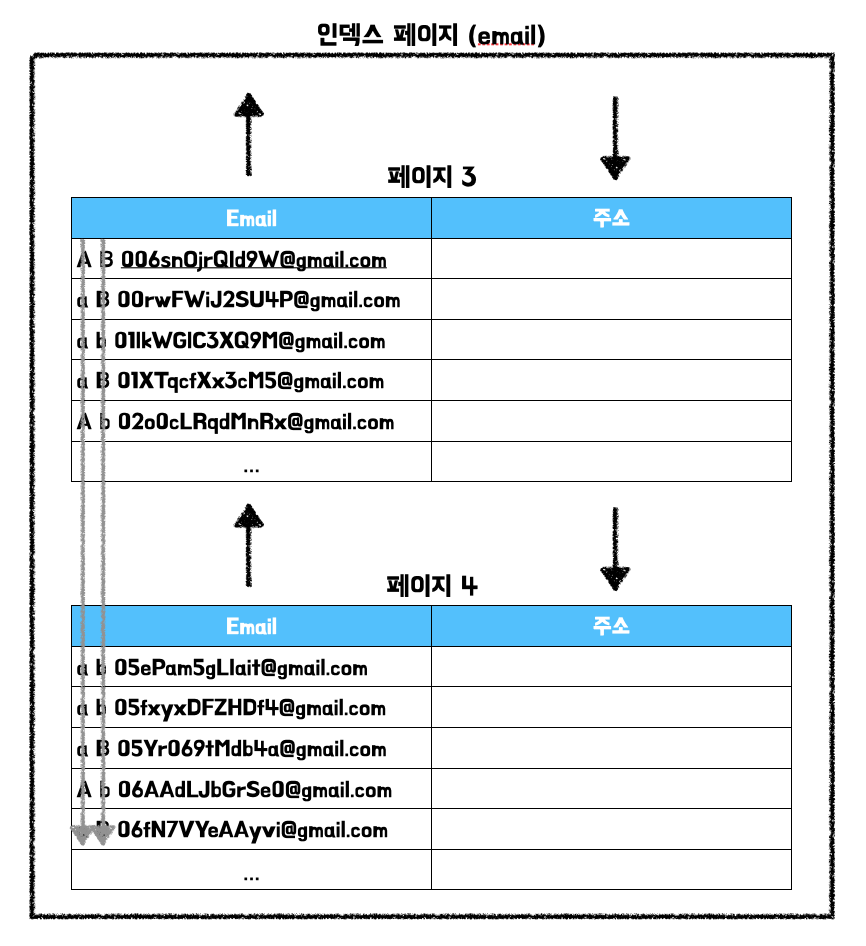 인덱스 페이지 (email)
페이지 3
Email 주소
A B 006snOjrQld9W@gmail.com
a B 00rwFWiJ2SU4P@gmail.com
a b 01lkWGlC3XQ9M@gmail.com
a B 01XTqcfXx3cM5@gmail.com
A b 02o0cLRqdMnRx@gmail.com
...
페이지 4
Email 주소
a b 05ePam5gLlait@gmail.com
a b 05fxyxDFZHDf4@gmail.com
a B 05Yr069tMdb4a@gmail.com
A b 06AAdLJbGrSe0@gmail.com
06fN7VYeAAyvi@gmail.com
...